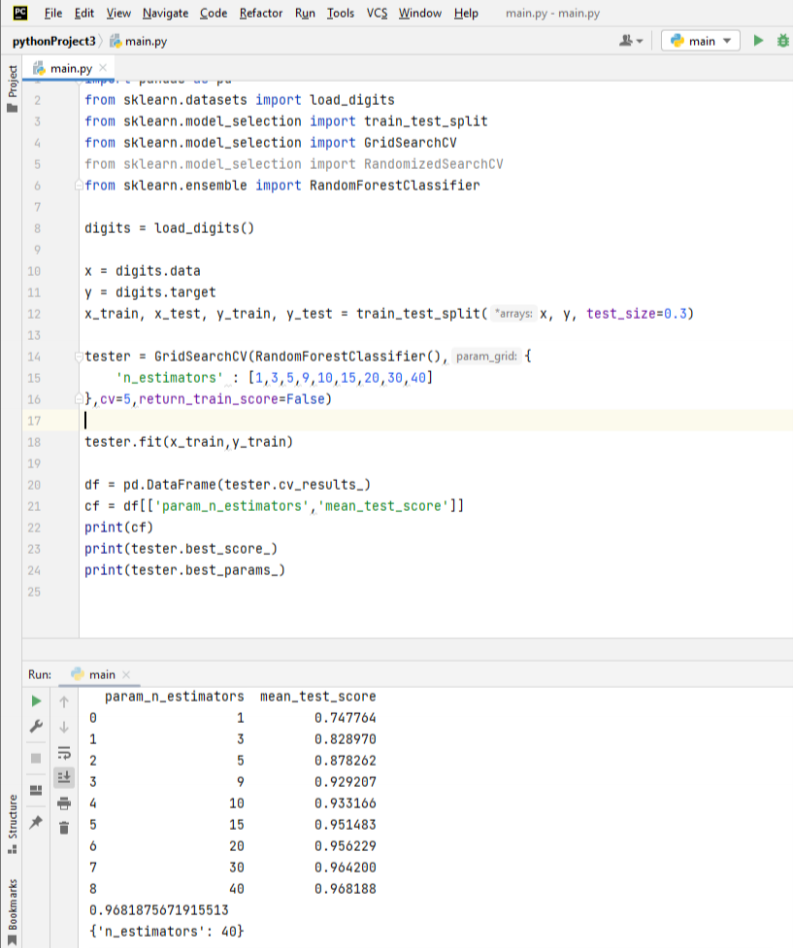 PC File Edit View Navigate Code Refactor Run Tools VCS Window Help main.py - main.py
pythonProject3 main.py main
Project
main.py
2 from sklearn.datasets import load_digits
3 from sklearn.model_selection import train_test_split
4 from sklearn.model_selection import GridSearchCV
5 from sklearn.model_selection import RandomizedSearchCV
6 from sklearn.ensemble import RandomForestClassifier
7
8 digits = load_digits()
9
10 x = digits.data
11 y = digits.target
12 x_train, x_test, y_train, y_test = train_test_split( *arrays: x, y, test_size=0.3)
13
14 tester = GridSearchCV(RandomForestClassifier(), param_grid: {
15 'n_estimators' : [1,3,5,9,10,15,20,30,40]
16 },cv=5,return_train_score=False)
17
18 tester.fit(x_train,y_train)
19
20 df = pd.DataFrame(tester.cv_results_)
21 cf = df[['param_n_estimators','mean_test_score']]
22 print(cf)
23 print(tester.best_score_)
24 print(tester.best_params_)
25
Run: main
param_n_estimators mean_test_score
0 1 0.747764
1 3 0.828970
2 5 0.878262
3 9 0.929207
4 10 0.933166
5 15 0.951483
6 20 0.956229
7 30 0.964200
8 40 0.968188
0.9681875671915513
{'n_estimators': 40}
Structure
Bookmarks